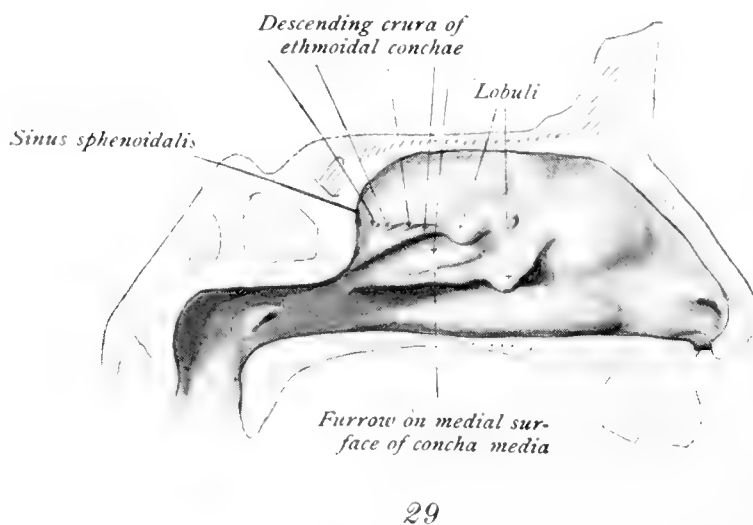 Descending crura of
ethmoidal conchae
Lobuli
Sinus sphenoidalis
Furrow on medial sur-
face of concha media
29